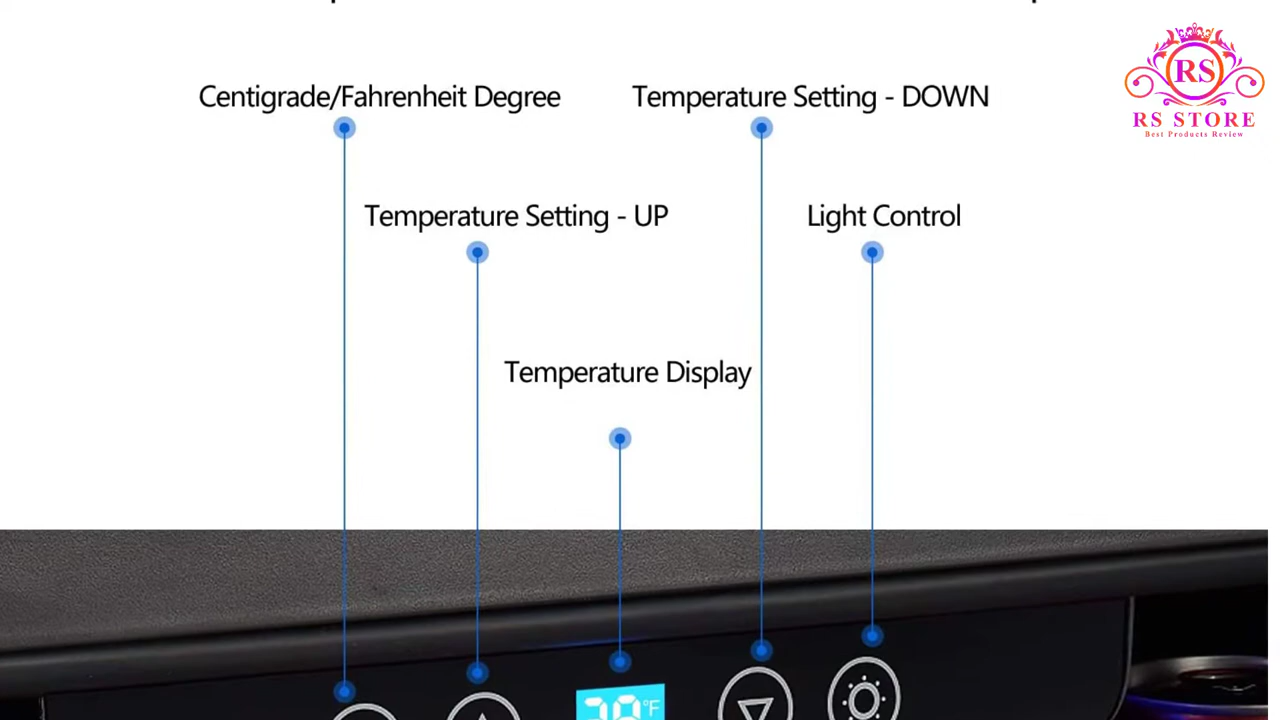 Centigrade/Fahrenheit Degree
Temperature Setting - DOWN
RS
RS STORE
Best Products Review
Temperature Setting - UP
Light Control
Temperature Display
°F